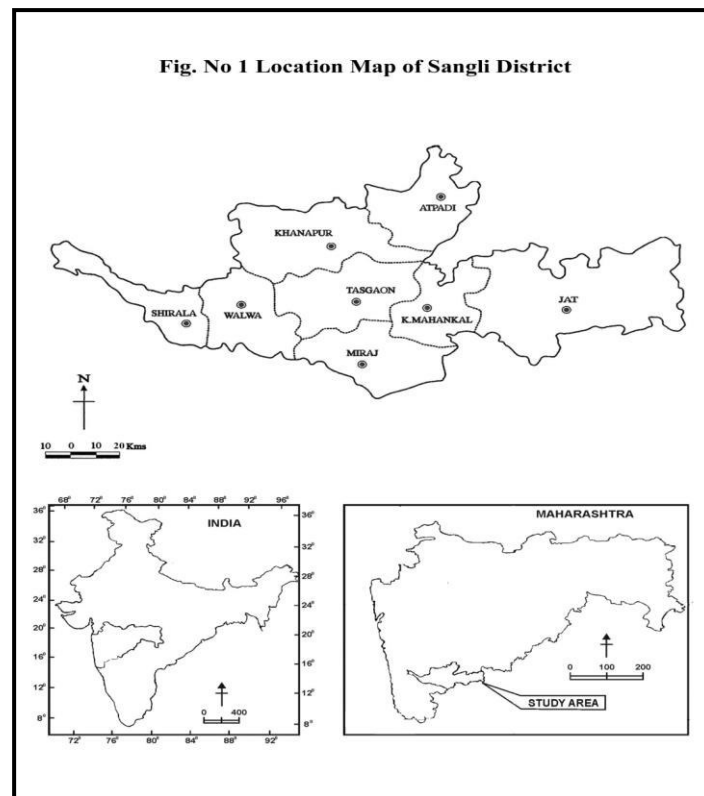 Fig. No 1 Location Map of Sangli District
ATPADI
KHANAPUR
TASGAON
JAT
SHIRALA
WALWA
K.MAHANKAL
MIRAJ
N
10 0 10 20 Kms
68° 72° 76° 80° 84° 88° 92° 96°
36° 36°
INDIA
32° 32°
28° 28°
24° 24°
20° 20°
16° 16°
12° 12°
8° 8°
0 400
72° 76° 80° 84° 88° 92°
MAHARASHTRA
0 100 200
STUDY AREA